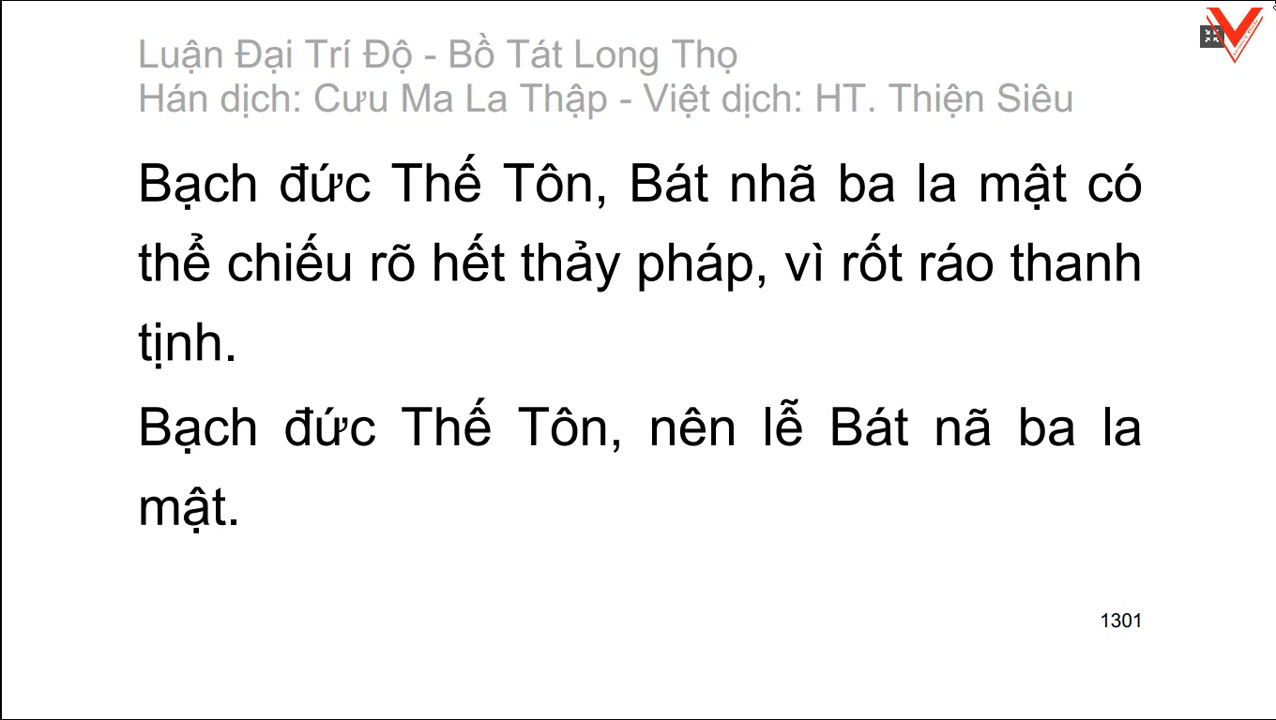 Luận Đại Trí Độ - Bồ Tát Long Thọ
Hán dịch: Cưu Ma La Thập - Việt dịch: HT. Thiện Siêu
Bạch đức Thế Tôn, Bát nhã ba la mật có
thể chiếu rõ hết thảy pháp, vì rốt ráo thanh
tịnh.
Bạch đức Thế Tôn, nên lễ Bát nã ba la
mật.
1301